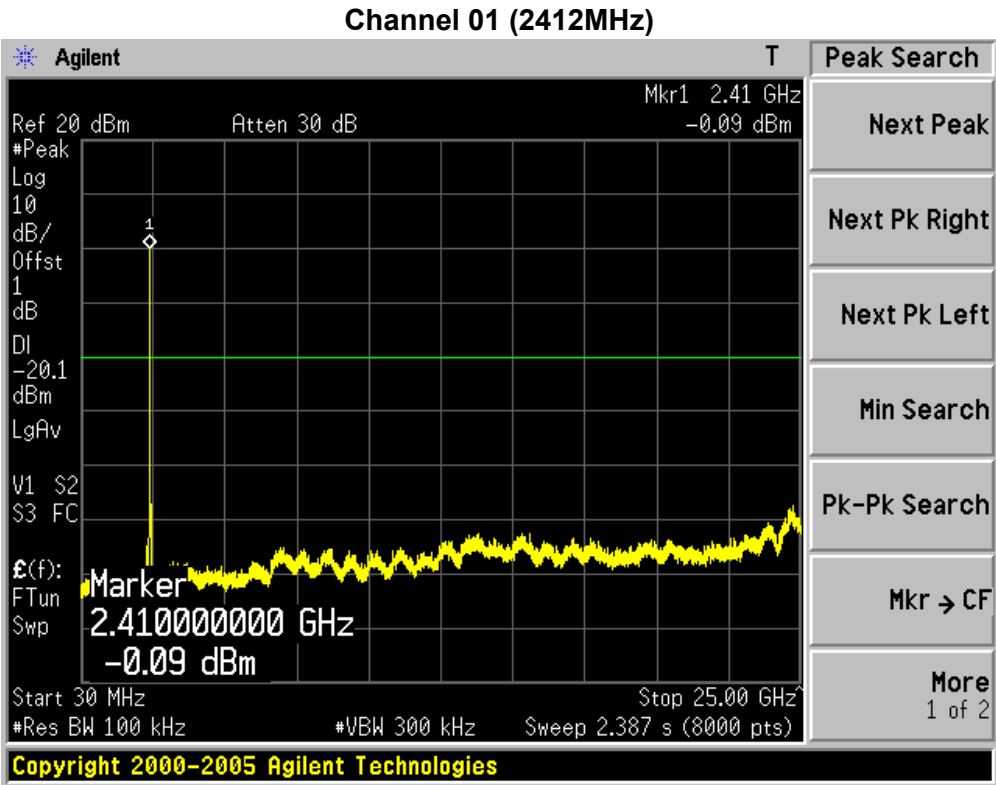 Channel 01 (2412MHz)
Agilent T Peak Search
Mkr1 2.41 GHz
Ref 20 dBm Atten 30 dB -0.09 dBm
#Peak
Log
10
dB/
Offst
1
dB
DI
-20.1
dBm
LgAv
V1 S2
S3 FC
£(f):
FTun
Swp
1
Marker
2.410000000 GHz
-0.09 dBm
Start 30 MHz Stop 25.00 GHz^
#Res BW 100 kHz #VBW 300 kHz Sweep 2.387 s (8000 pts)
Next Peak
Next Pk Right
Next Pk Left
Min Search
Pk-Pk Search
Mkr → CF
More
1 of 2
Copyright 2000-2005 Agilent Technologies